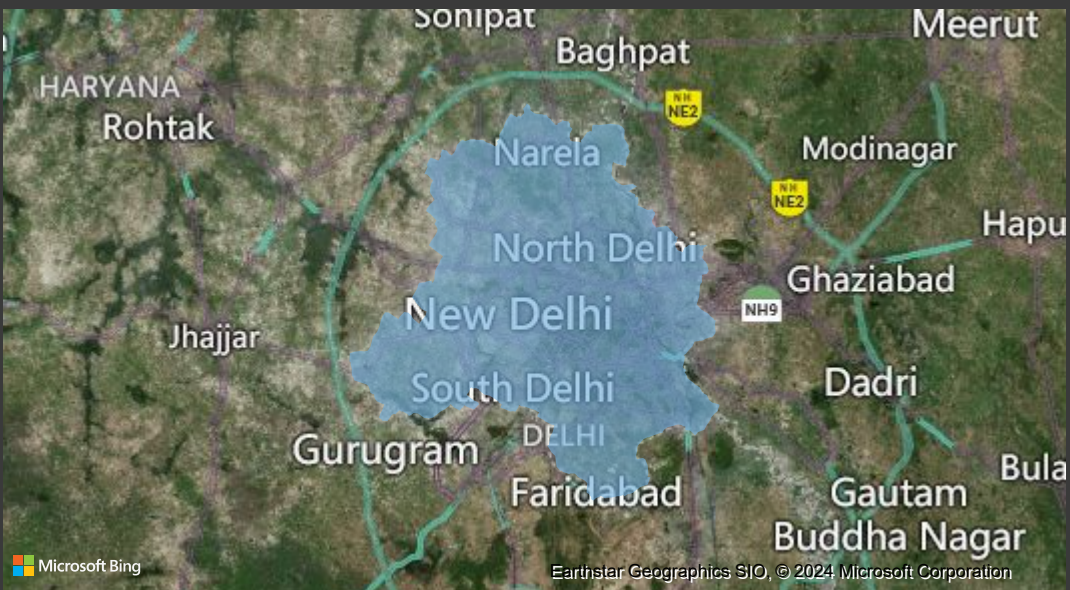 Sonipat
Meerut
Baghpat
HARYANA
NH
NE2
Rohtak
Narela
Modinagar
NH
NE2
Hapu
North Delhi
Ghaziabad
New Delhi
NH9
Jhajjar
South Delhi
Dadri
DELHI
Gurugram
Bula
Faridabad
Gautam
Buddha Nagar
Microsoft Bing
Earthstar Geographics SIO, © 2024 Microsoft Corporation